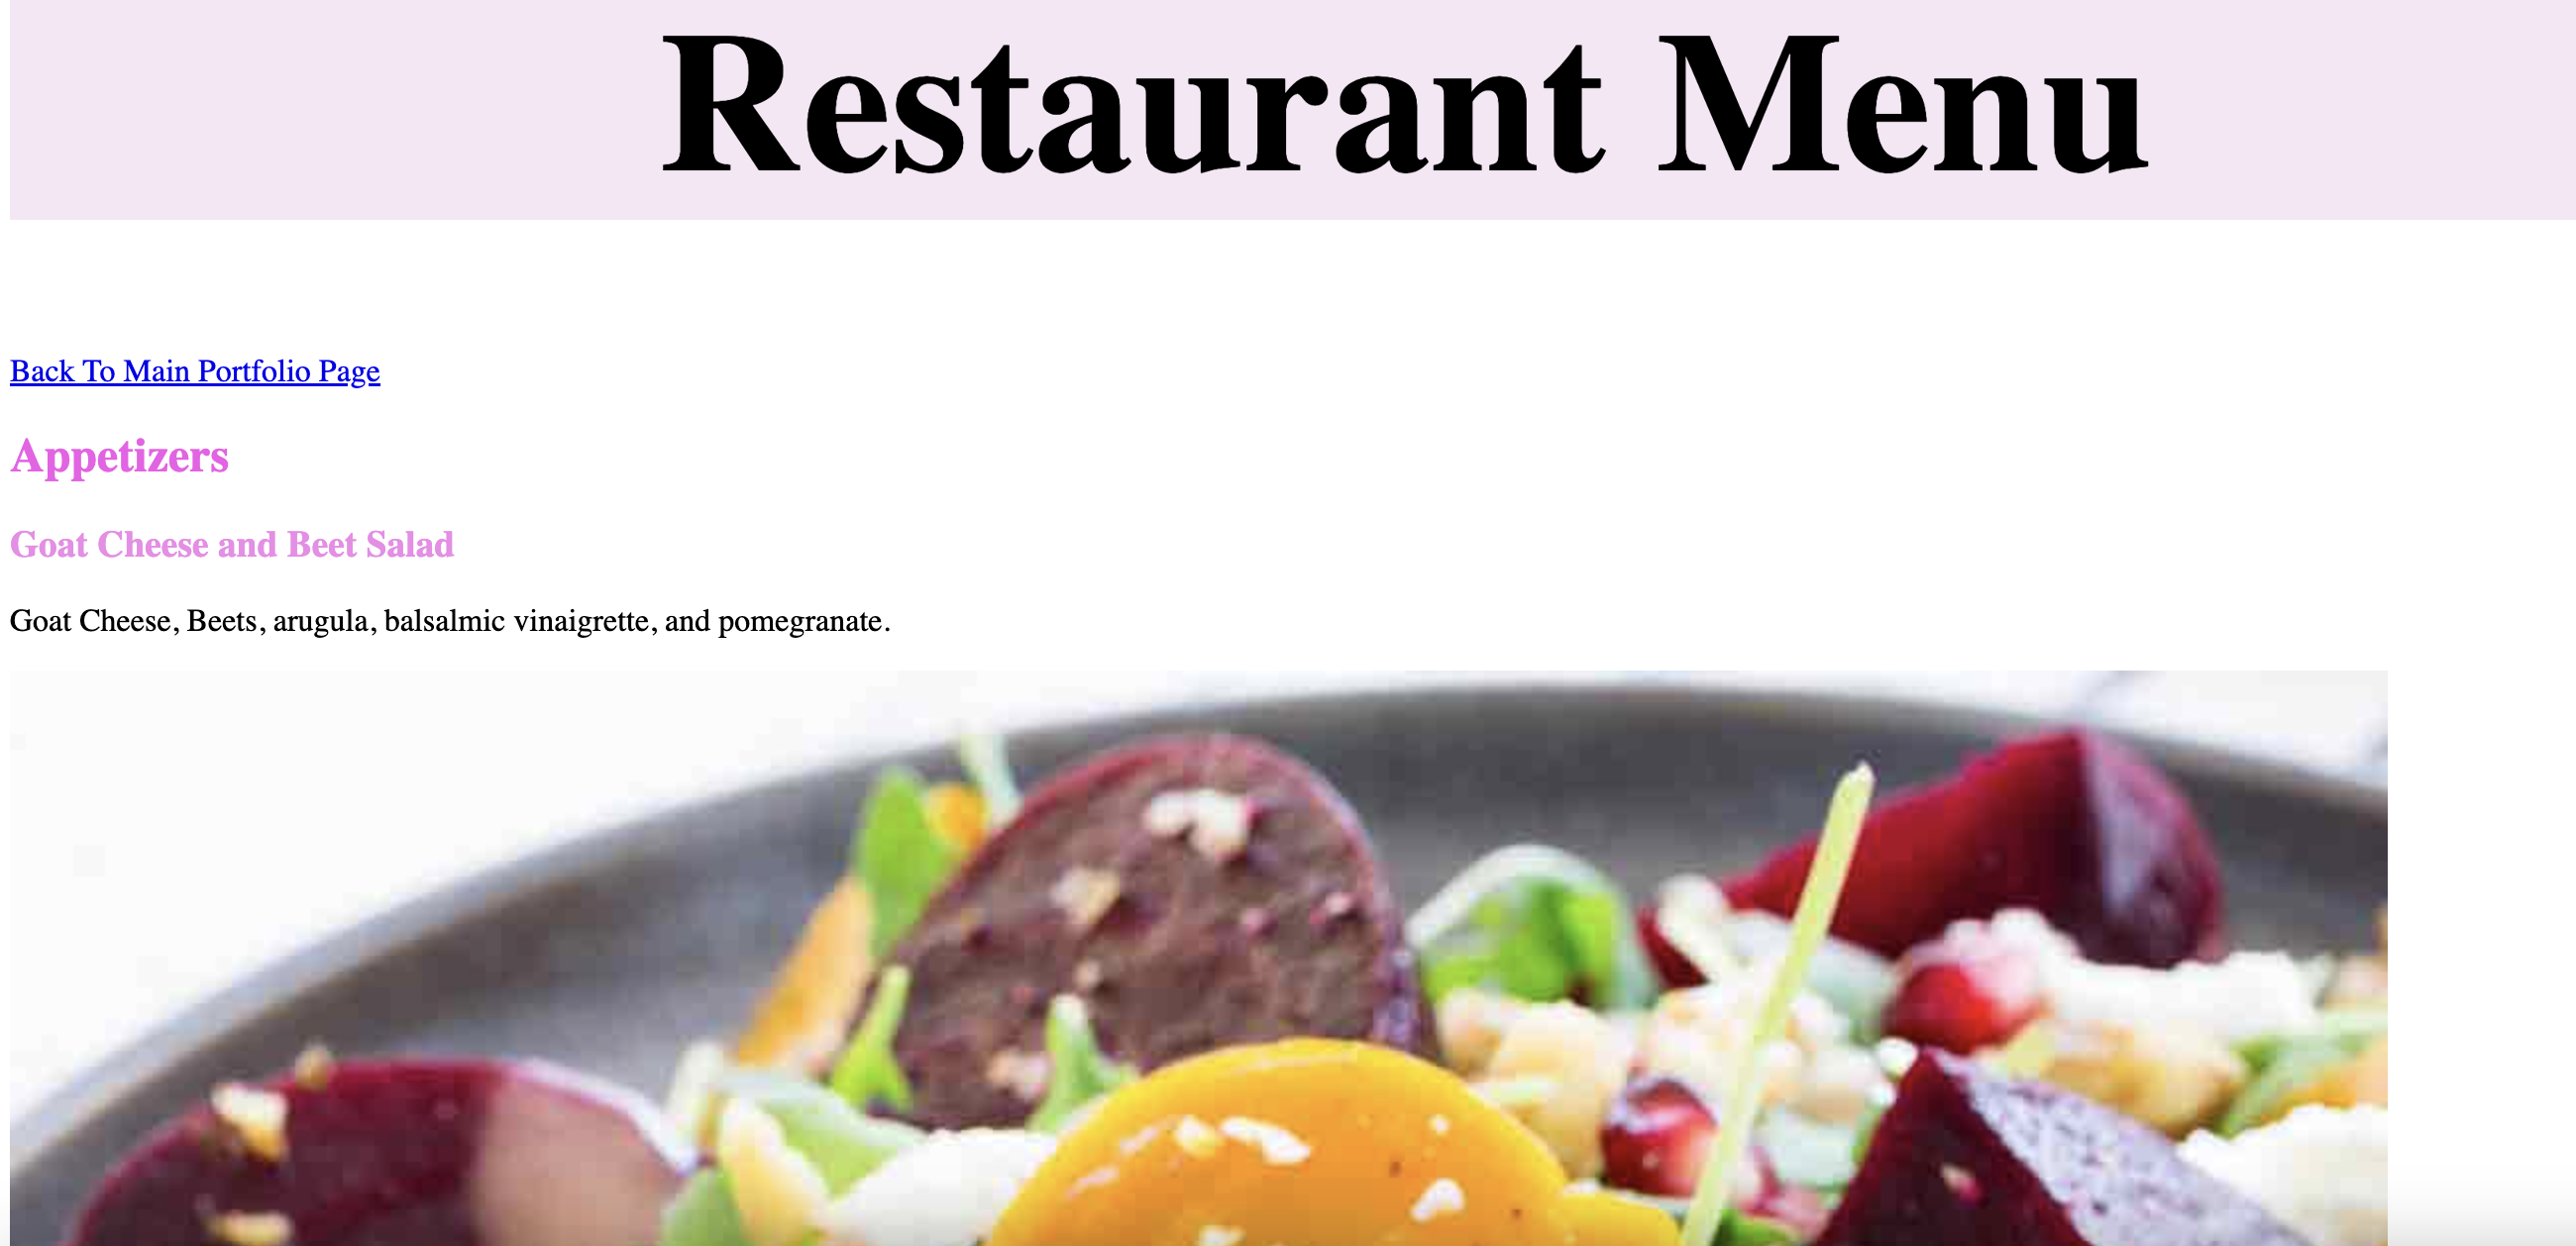 Restaurant Menu
Back To Main Portfolio Page
Appetizers
Goat Cheese and Beet Salad
Goat Cheese, Beets, arugula, balsalmic vinaigrette, and pomegranate.